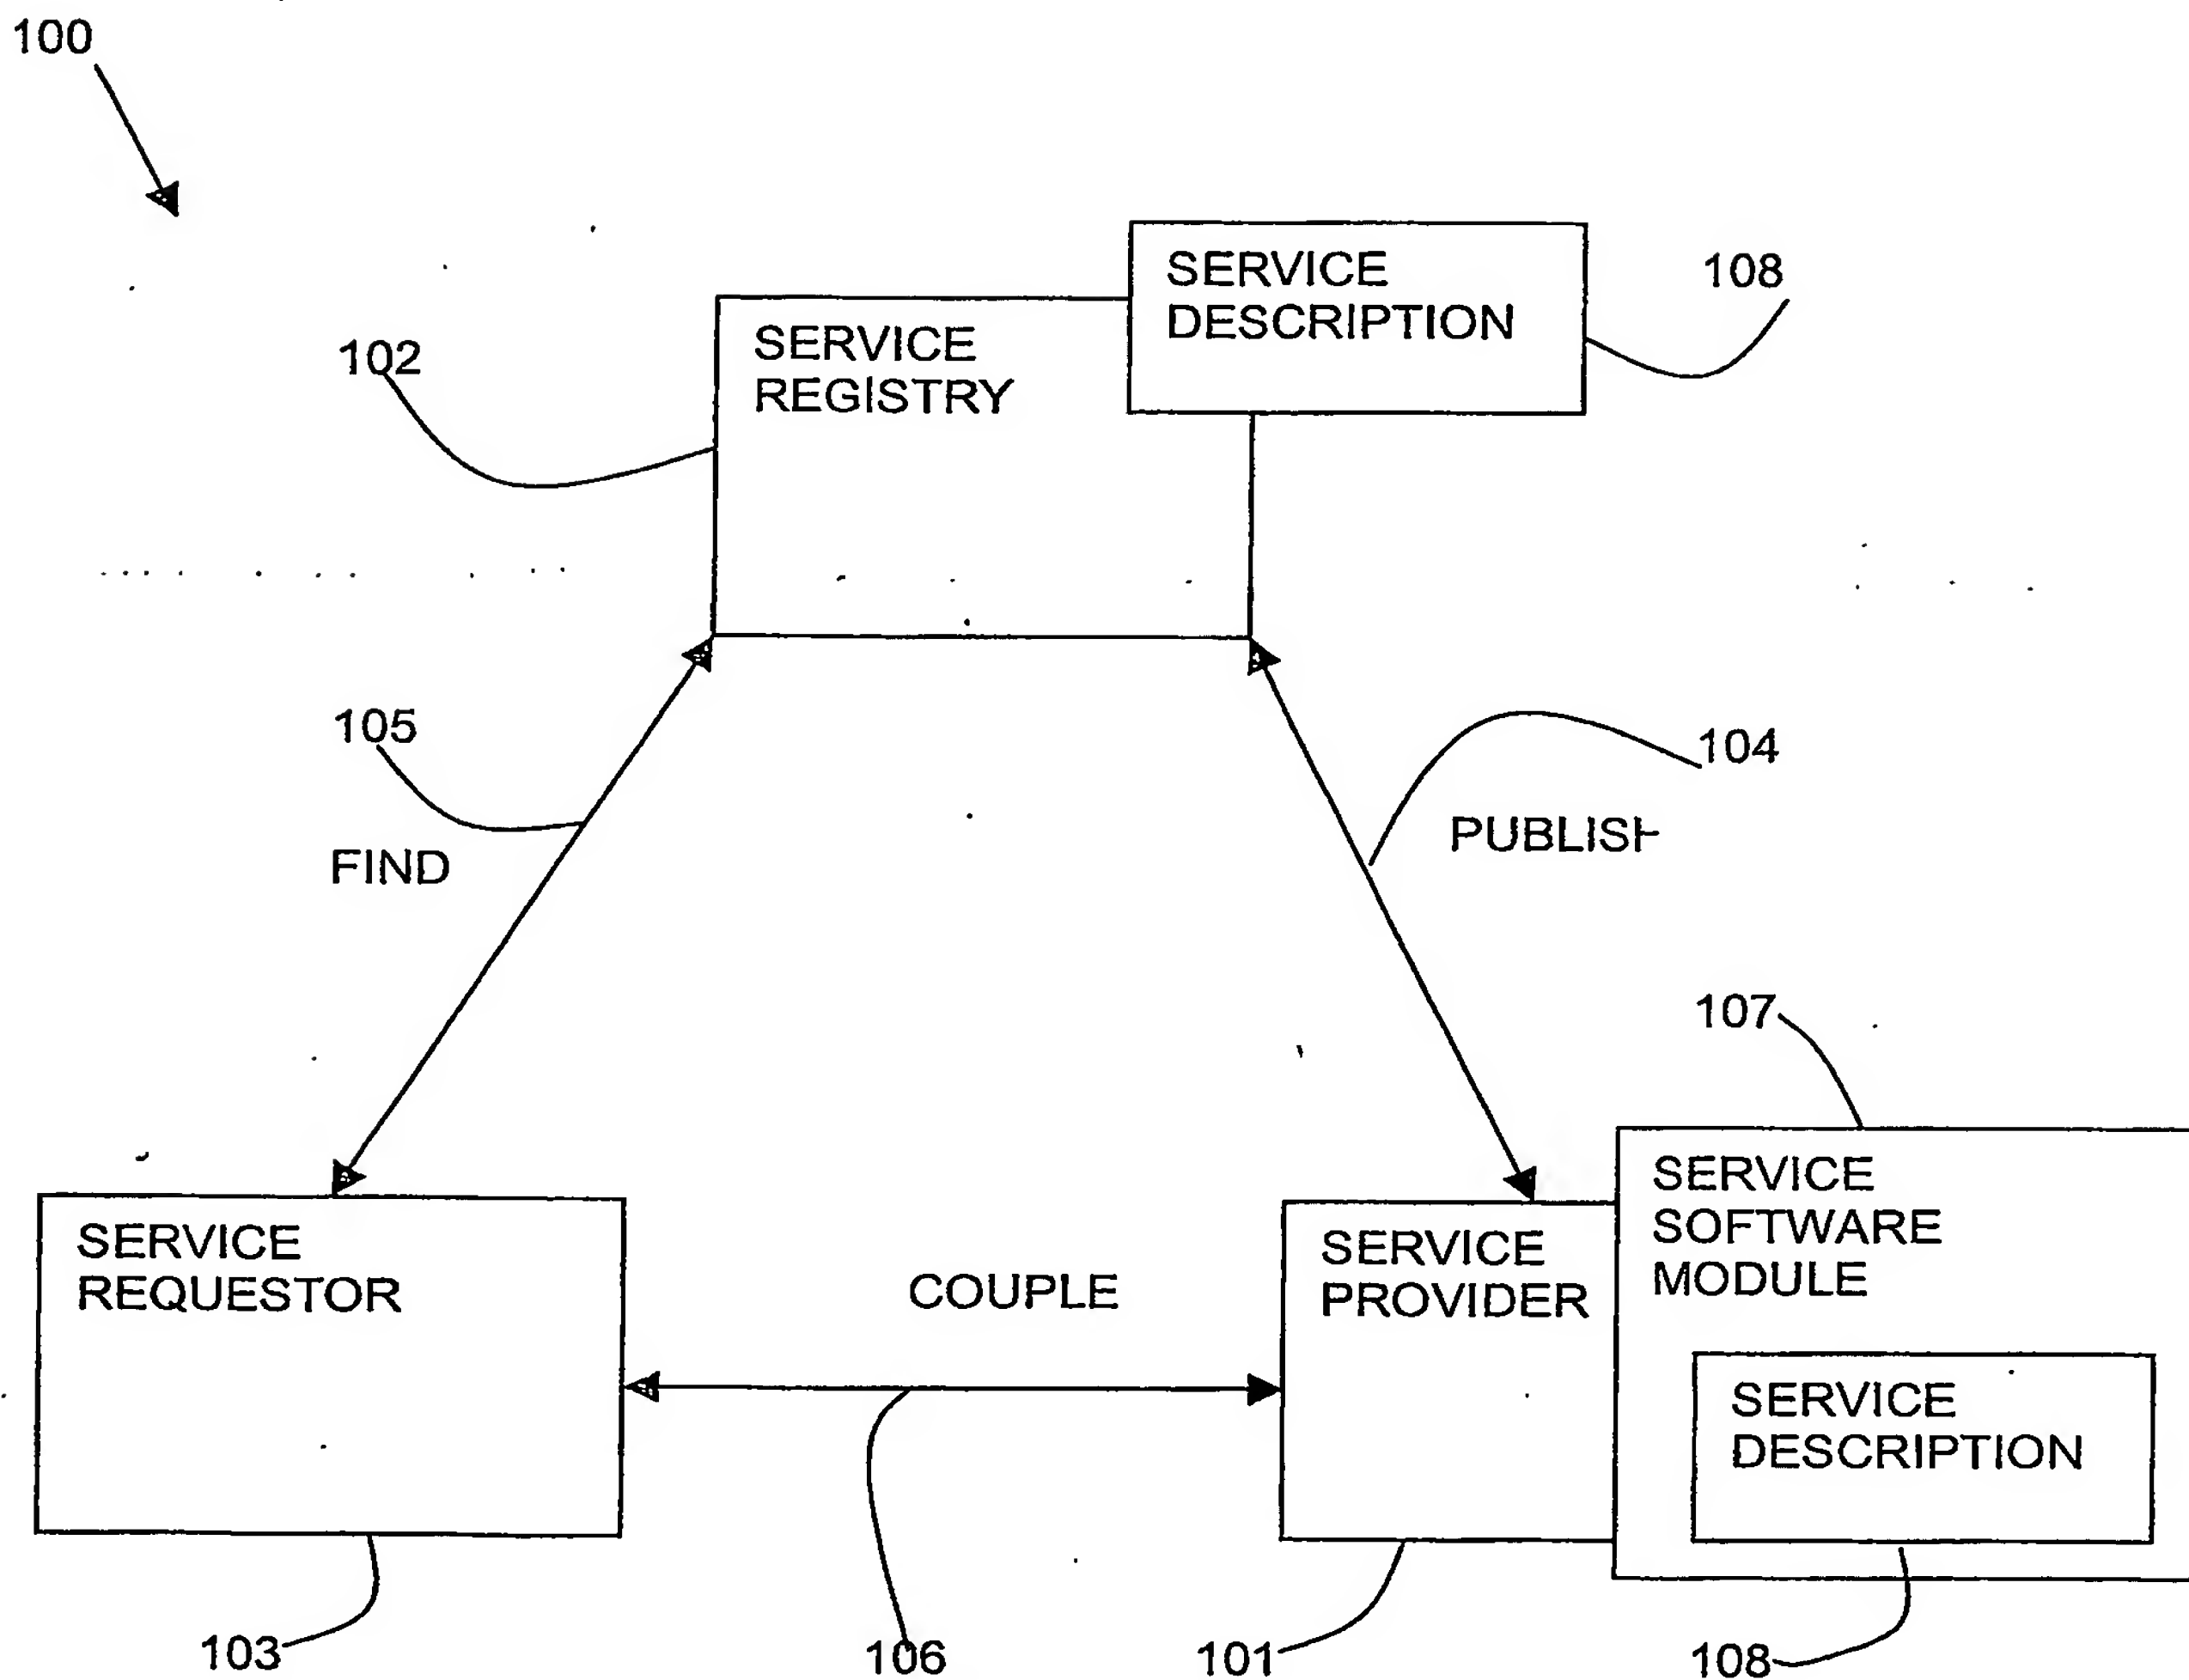 100
SERVICE
DESCRIPTION
108
SERVICE
REGISTRY
102
105
FIND
104
PUBLISH
107
SERVICE
SOFTWARE
MODULE
SERVICE
REQUESTOR
COUPLE
SERVICE
PROVIDER
SERVICE
DESCRIPTION
103
106
101
108